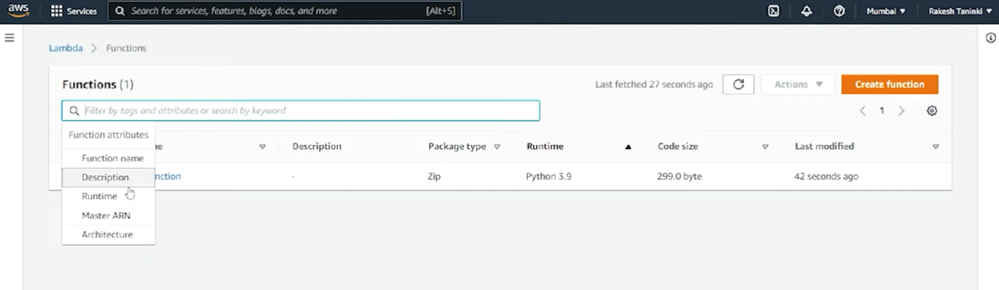 aws Services Search for services, features, blogs, docs, and more [Alt+S] Mumbai Rakesh Taninki
Lambda Functions
Functions (1) Last fetched 27 seconds ago Actions Create function
Filter by tags and attributes or search by keyword 1
Function attributes
Description Package type Runtime Code size Last modified
Function name
nction - Zip Python 3.9 299.0 byte 42 seconds ago
Description
Runtime
Master ARN
Architecture